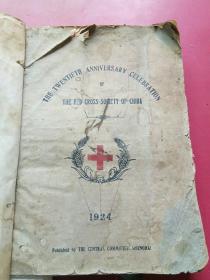 THE TWENTIETH ANNIVERSARY CELEBRATION
OF
THE RED-CROSS-SOCIETY OF CHINA
1924
Published by THE CENTRAL COMMITTEE, SHANGHAI